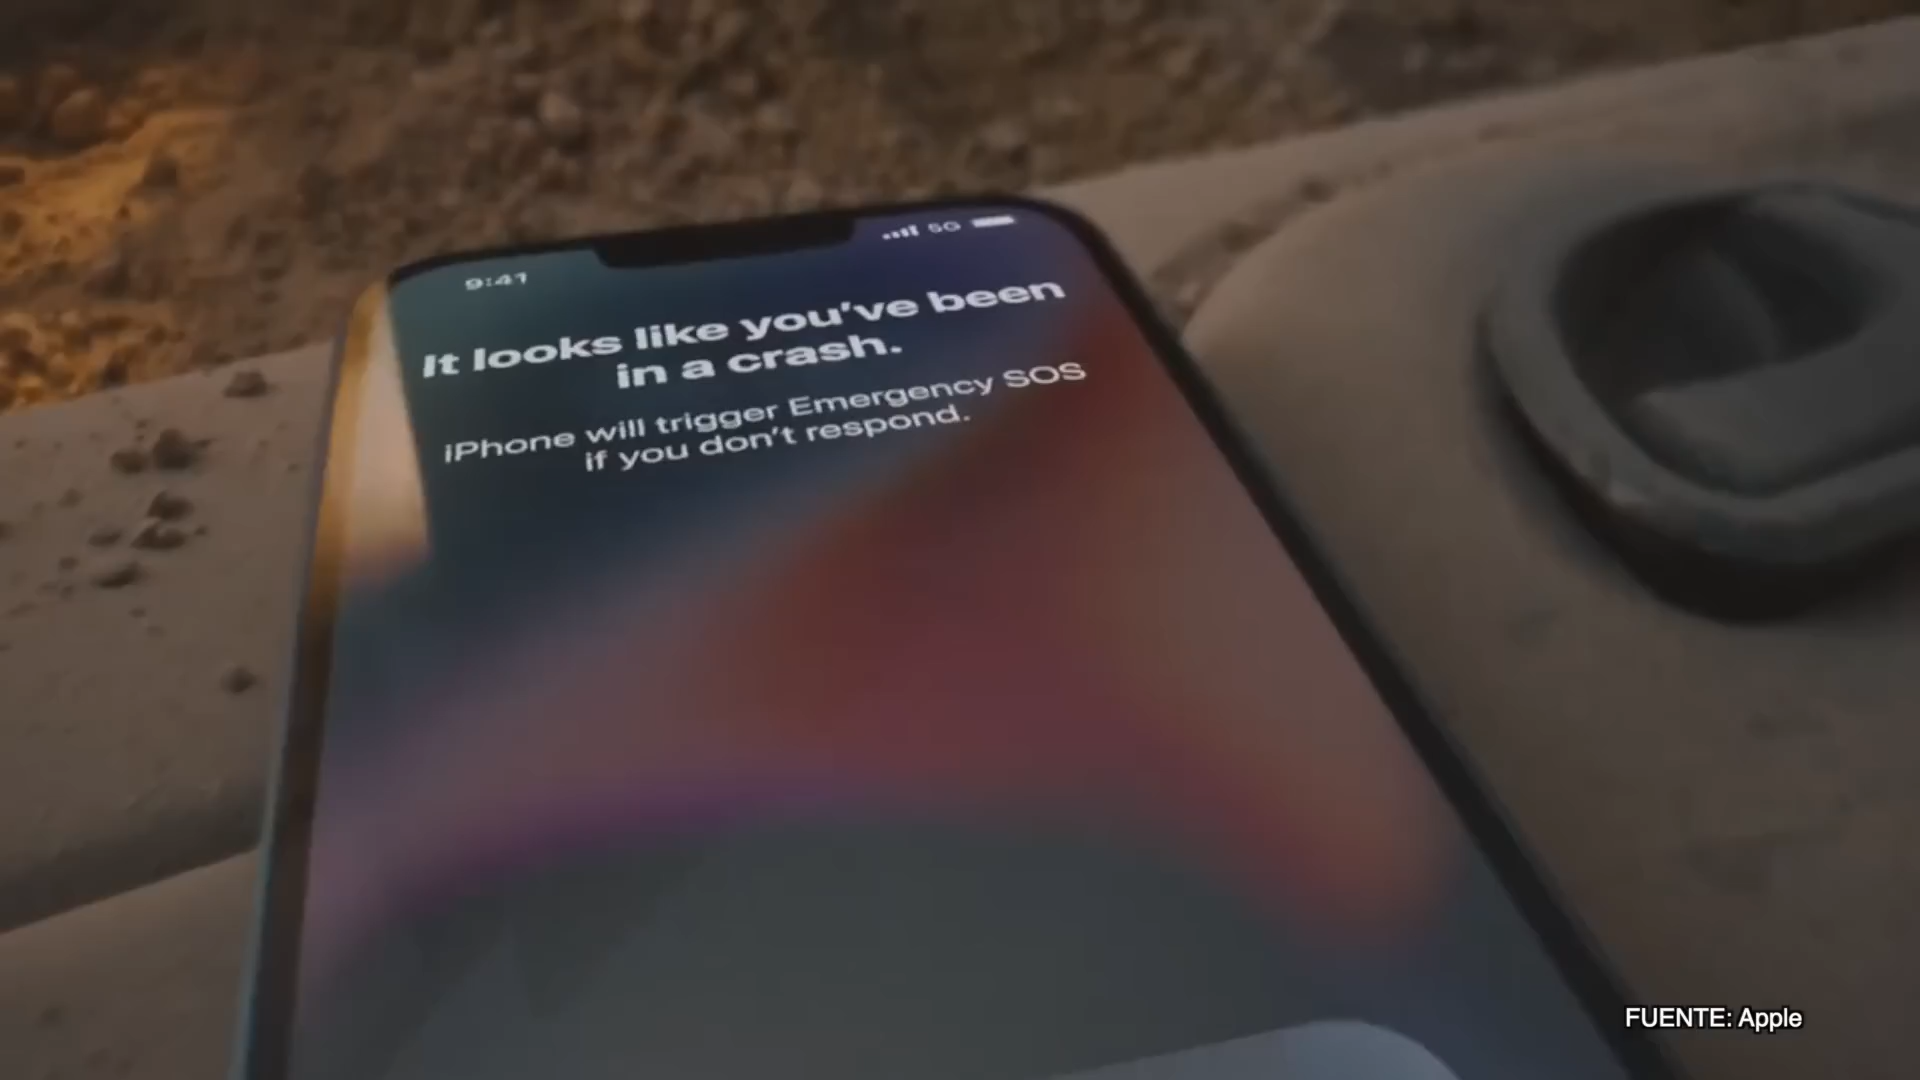 9:41
5G
It looks like you've been
in a crash.
iPhone will trigger Emergency SOS
if you don't respond.
FUENTE: Apple